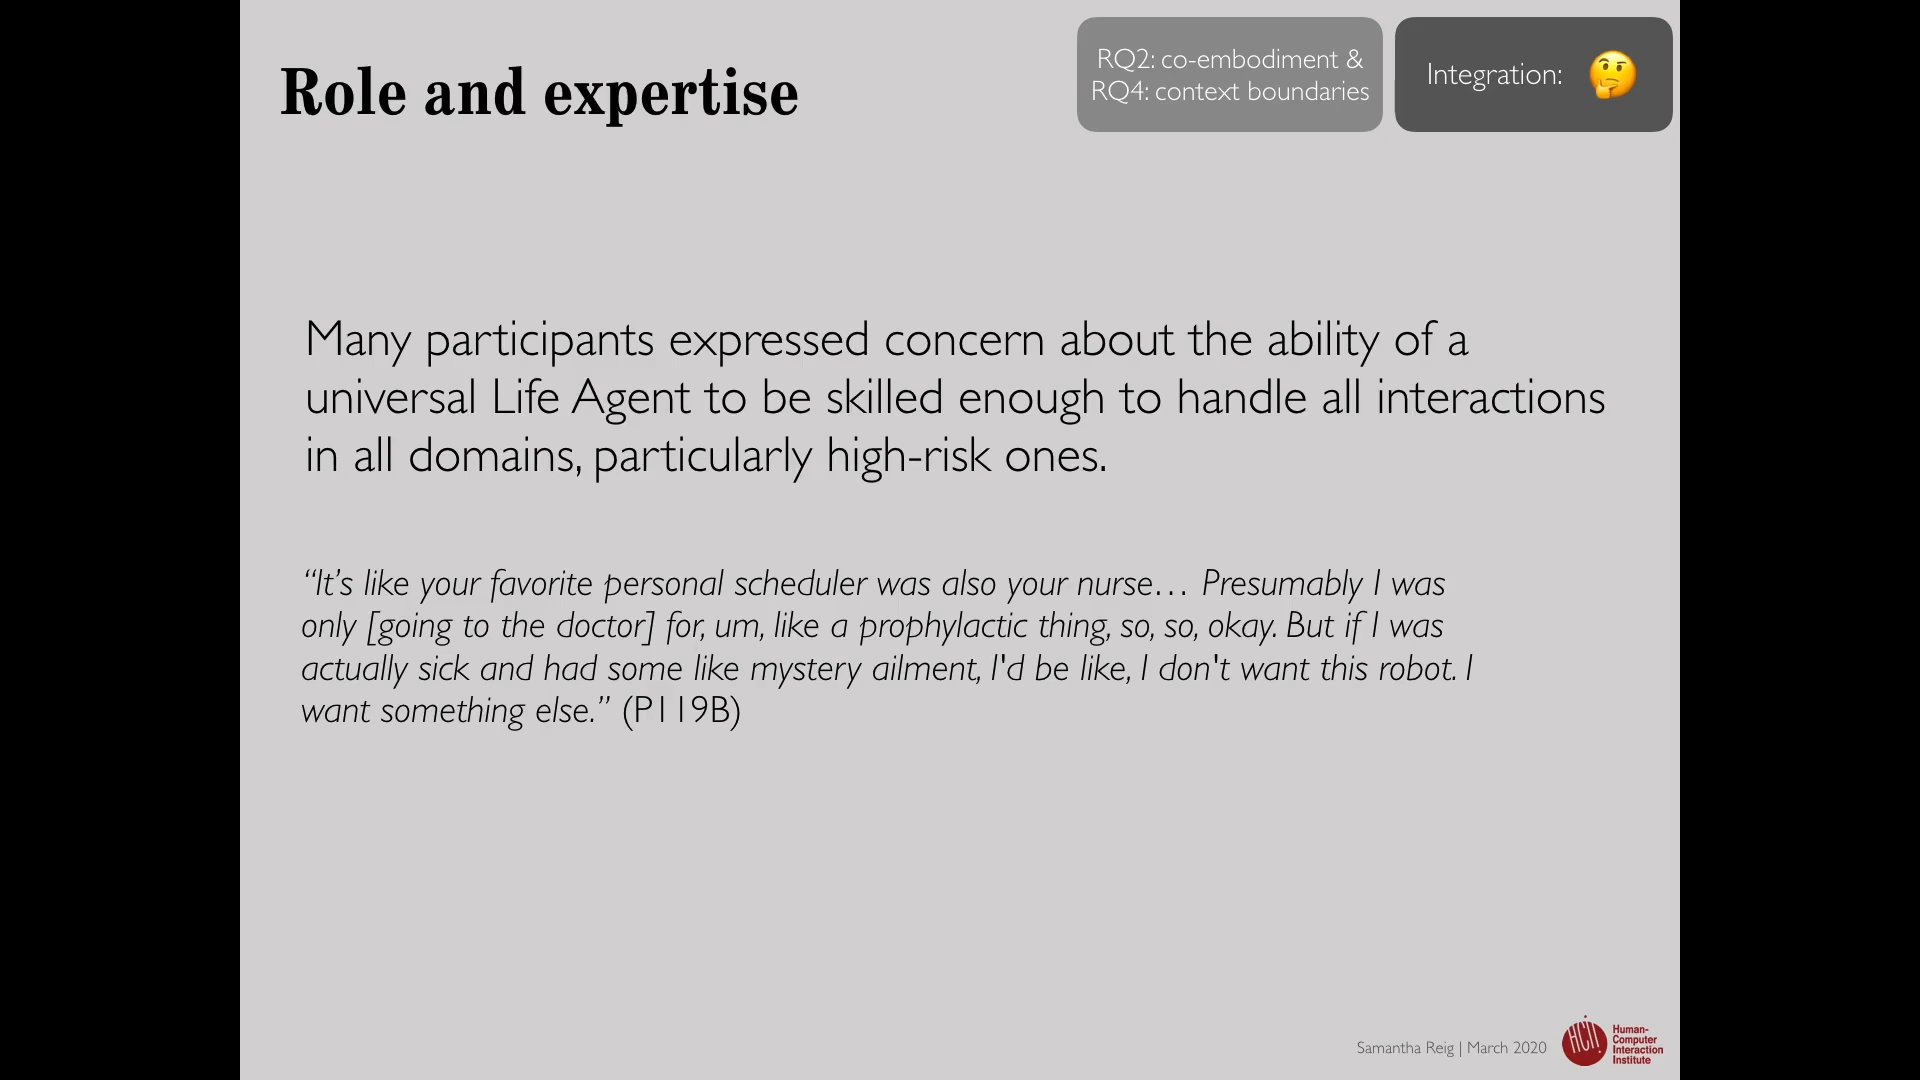 Role and expertise
RQ2: co-embodiment &
RQ4: context boundaries
Integration: 🤔
Many participants expressed concern about the ability of a
universal Life Agent to be skilled enough to handle all interactions
in all domains, particularly high-risk ones.
“It’s like your favorite personal scheduler was also your nurse… Presumably I was
only [going to the doctor] for, um, like a prophylactic thing, so, so, okay. But if I was
actually sick and had some like mystery ailment, I'd be like, I don't want this robot. I
want something else.” (P119B)
Samantha Reig | March 2020
HCII
Human-
Computer
Interaction
Institute